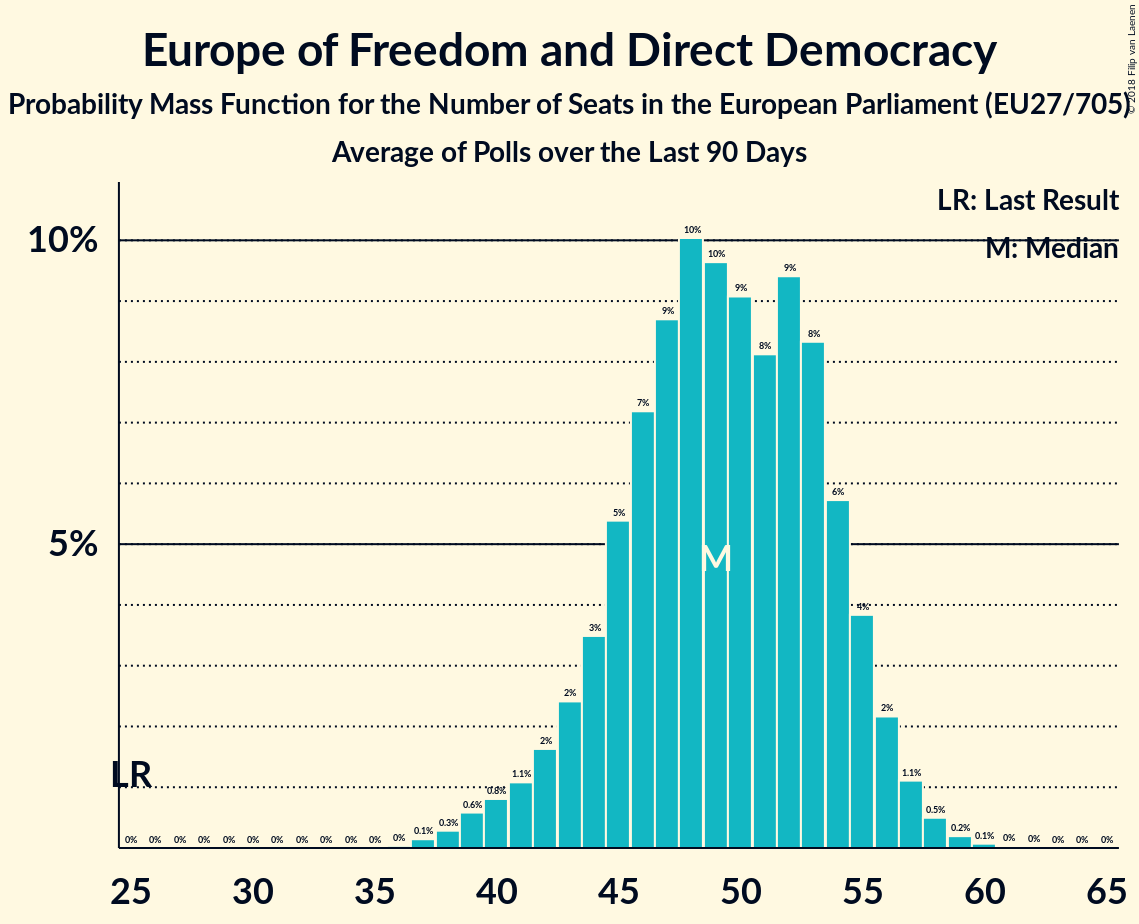 Europe of Freedom and Direct Democracy
Probability Mass Function for the Number of Seats in the European Parliament (EU27/705)
Average of Polls over the Last 90 Days
© 2018 Filip van Laenen
LR: Last Result
M: Median
10%
5%
0% 0% 0% 0% 0% 0% 0% 0% 0% 0% 0% 0% 0.1% 0.3% 0.6% 0.8% 1.1% 2% 2% 3% 5% 7% 9% 10% 10% 9% 8% 9% 8% 6% 4% 2% 1.1% 0.5% 0.2% 0.1% 0% 0% 0% 0% 0%
M
LR
25 30 35 40 45 50 55 60 65